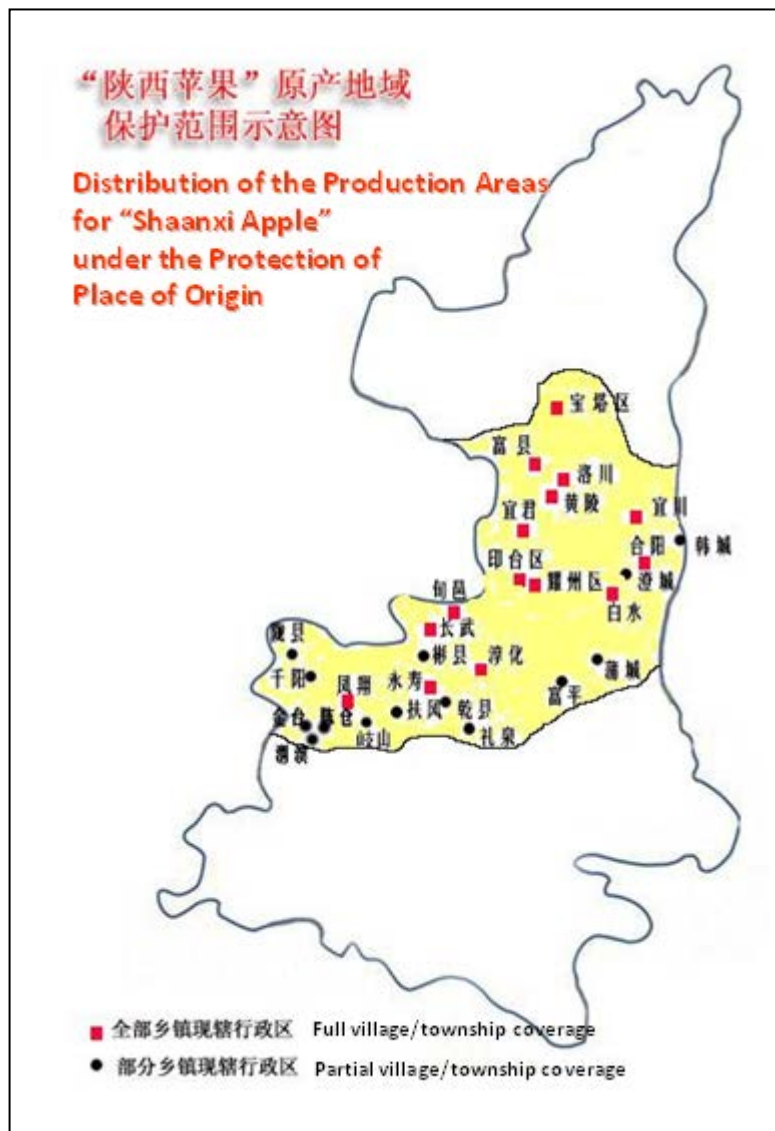 “陕西苹果”原产地域
保护范围示意图
Distribution of the Production Areas
for “Shaanxi Apple”
under the Protection of
Place of Origin
宝塔区
富县
洛川
黄陵
宜君
宜川
韩城
合阳
印台区
耀州区
澄城
白水
旬邑
长武
陇县
彬县
淳化
蒲城
千阳
凤翔
永寿
富平
金台
陈仓
扶风
乾县
岐山
礼泉
渭滨
全部乡镇现辖行政区 Full village/township coverage
部分乡镇现辖行政区 Partial village/township coverage